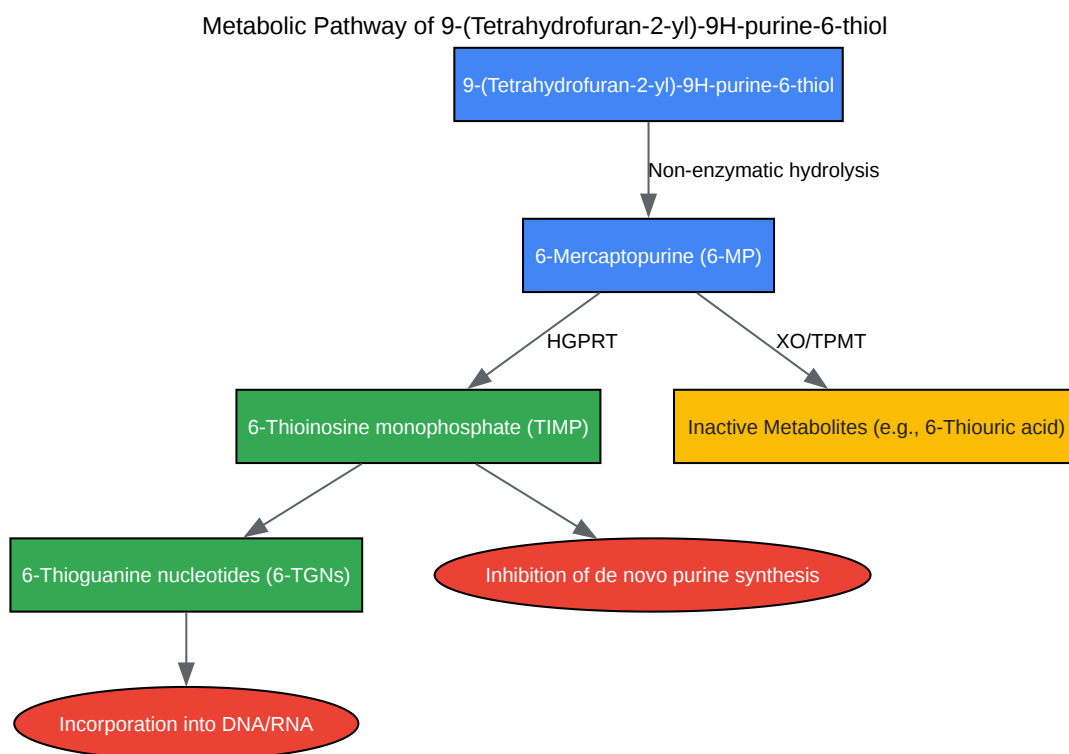 Metabolic Pathway of 9-(Tetrahydrofuran-2-yl)-9H-purine-6-thiol
9-(Tetrahydrofuran-2-yl)-9H-purine-6-thiol
Non-enzymatic hydrolysis
6-Mercaptopurine (6-MP)
HGPRT
XO/TPMT
6-Thioinosine monophosphate (TIMP)
Inactive Metabolites (e.g., 6-Thiouric acid)
6-Thioguanine nucleotides (6-TGNs)
Inhibition of de novo purine synthesis
Incorporation into DNA/RNA